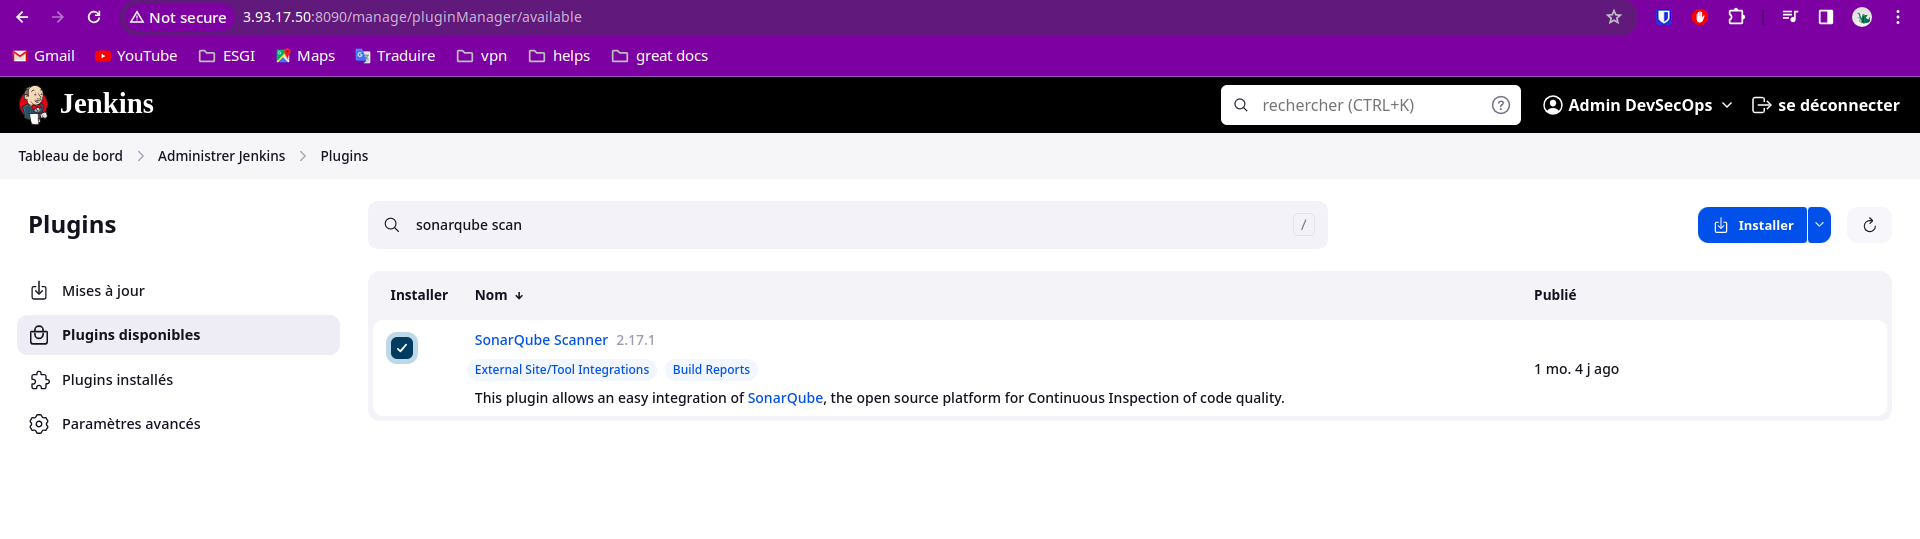 Not secure 3.93.17.50:8090/manage/pluginManager/available
Gmail YouTube ESGI Maps Traduire vpn helps great docs
Jenkins rechercher (CTRL+K) ? Admin DevSecOps se déconnecter
Tableau de bord Administrer Jenkins Plugins
Plugins sonarqube scan / Installer
Installer Nom ↓ Publié
Mises à jour
Plugins disponibles
Plugins installés
Paramètres avancés
SonarQube Scanner 2.17.1
External Site/Tool Integrations Build Reports
1 mo. 4 j ago
This plugin allows an easy integration of SonarQube, the open source platform for Continuous Inspection of code quality.